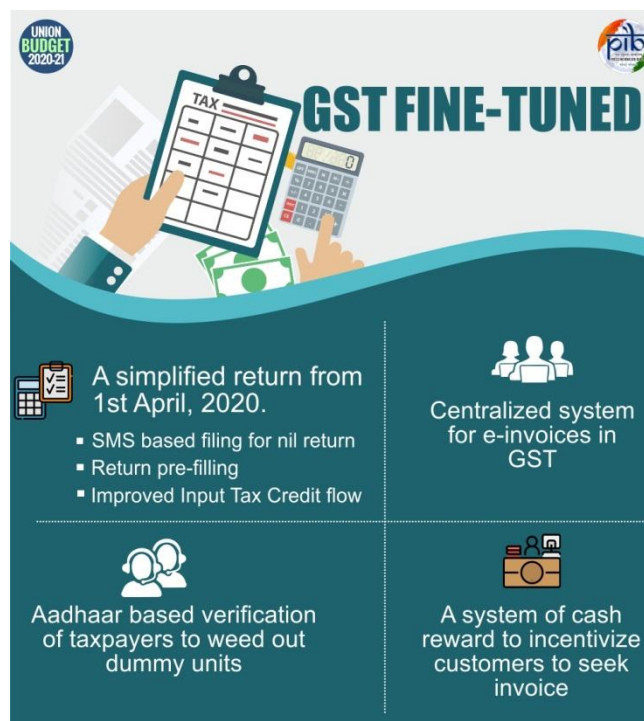 UNION
BUDGET
2020-21
pib
GST FINE-TUNED
TAX
0
A simplified return from
1st April, 2020.
▪ SMS based filing for nil return
▪ Return pre-filling
▪ Improved Input Tax Credit flow
Centralized system
for e-invoices in
GST
Aadhaar based verification
of taxpayers to weed out
dummy units
A system of cash
reward to incentivize
customers to seek
invoice